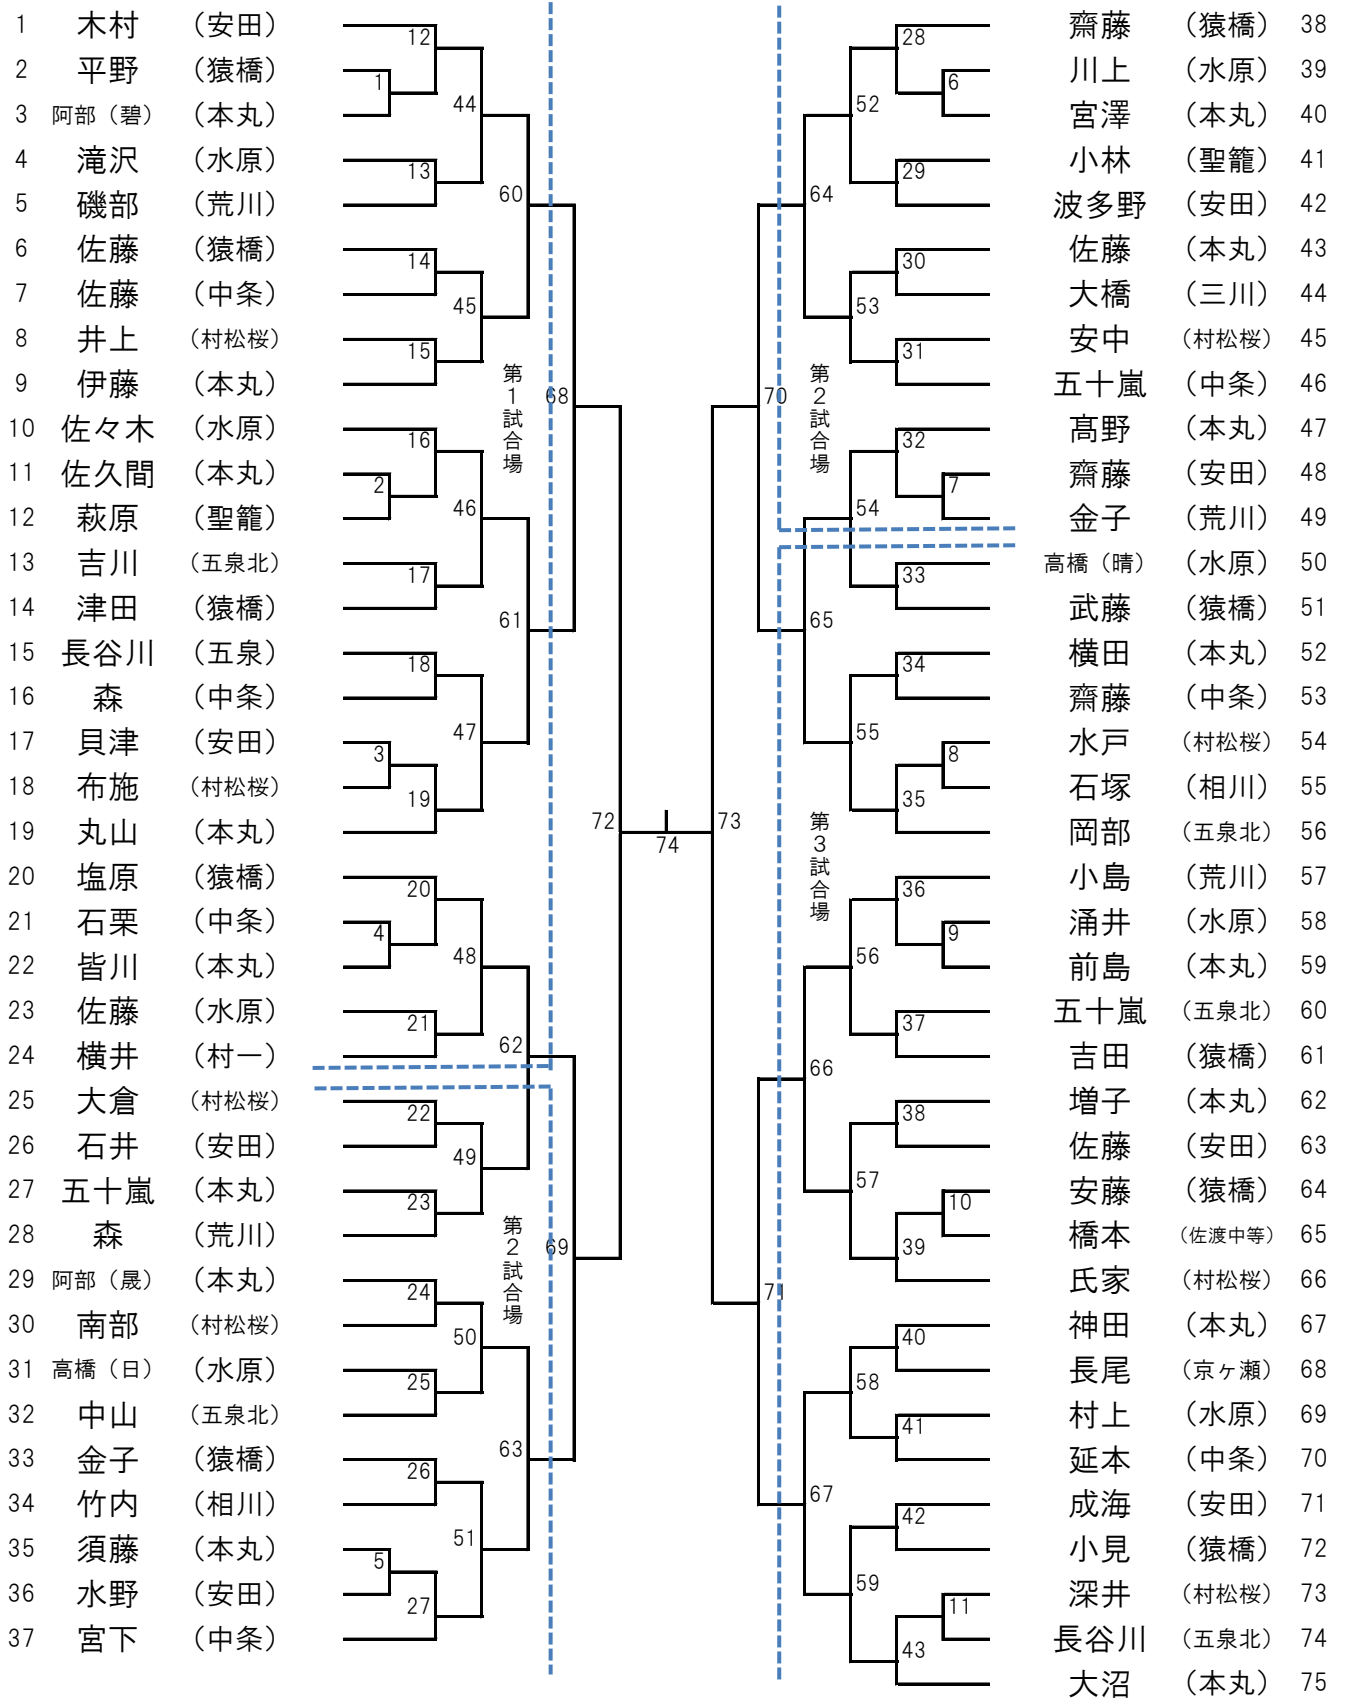 1 木村 （安田）
2 平野 （猿橋）
3 阿部（碧） （本丸）
4 滝沢 （水原）
5 磯部 （荒川）
6 佐藤 （猿橋）
7 佐藤 （中条）
8 井上 （村松桜）
9 伊藤 （本丸）
10 佐々木 （水原）
11 佐久間 （本丸）
12 萩原 （聖籠）
13 吉川 （五泉北）
14 津田 （猿橋）
15 長谷川 （五泉）
16 森 （中条）
17 貝津 （安田）
18 布施 （村松桜）
19 丸山 （本丸）
20 塩原 （猿橋）
21 石栗 （中条）
22 皆川 （本丸）
23 佐藤 （水原）
24 横井 （村一）
25 大倉 （村松桜）
26 石井 （安田）
27 五十嵐 （本丸）
28 森 （荒川）
29 阿部（晟） （本丸）
30 南部 （村松桜）
31 高橋（日） （水原）
32 中山 （五泉北）
33 金子 （猿橋）
34 竹内 （相川）
35 須藤 （本丸）
36 水野 （安田）
37 宮下 （中条）
1
2
3
4
5
12
13
14
15
16
17
18
19
20
21
22
23
24
25
26
27
44
45
46
47
48
49
50
51
60
61
62
63
第1試合場
第2試合場
68
69
72
74
73
70
71
第2試合場
第3試合場
64
65
66
67
52
53
54
55
56
57
58
59
28
29
30
31
32
33
34
35
36
37
38
39
40
41
42
43
6
7
8
9
10
11
齋藤 （猿橋） 38
川上 （水原） 39
宮澤 （本丸） 40
小林 （聖籠） 41
波多野 （安田） 42
佐藤 （本丸） 43
大橋 （三川） 44
安中 （村松桜） 45
五十嵐 （中条） 46
髙野 （本丸） 47
齋藤 （安田） 48
金子 （荒川） 49
高橋（晴） （水原） 50
武藤 （猿橋） 51
横田 （本丸） 52
齋藤 （中条） 53
水戸 （村松桜） 54
石塚 （相川） 55
岡部 （五泉北） 56
小島 （荒川） 57
涌井 （水原） 58
前島 （本丸） 59
五十嵐 （五泉北） 60
吉田 （猿橋） 61
増子 （本丸） 62
佐藤 （安田） 63
安藤 （猿橋） 64
橋本 （佐渡中等） 65
氏家 （村松桜） 66
神田 （本丸） 67
長尾 （京ヶ瀬） 68
村上 （水原） 69
延本 （中条） 70
成海 （安田） 71
小見 （猿橋） 72
深井 （村松桜） 73
長谷川 （五泉北） 74
大沼 （本丸） 75